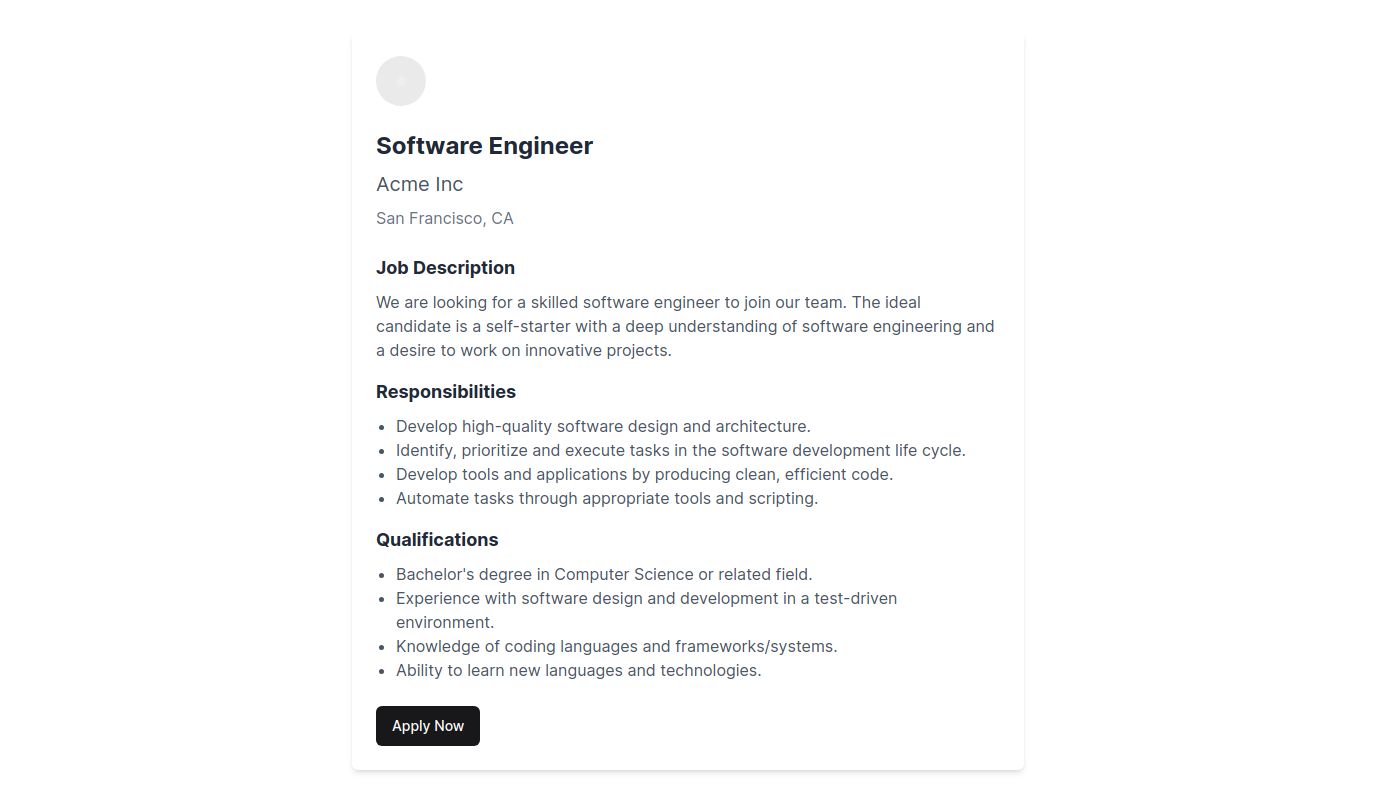 Software Engineer
Acme Inc
San Francisco, CA
Job Description
We are looking for a skilled software engineer to join our team. The ideal
candidate is a self-starter with a deep understanding of software engineering and
a desire to work on innovative projects.
Responsibilities
Develop high-quality software design and architecture.
Identify, prioritize and execute tasks in the software development life cycle.
Develop tools and applications by producing clean, efficient code.
Automate tasks through appropriate tools and scripting.
Qualifications
Bachelor's degree in Computer Science or related field.
Experience with software design and development in a test-driven
environment.
Knowledge of coding languages and frameworks/systems.
Ability to learn new languages and technologies.
Apply Now